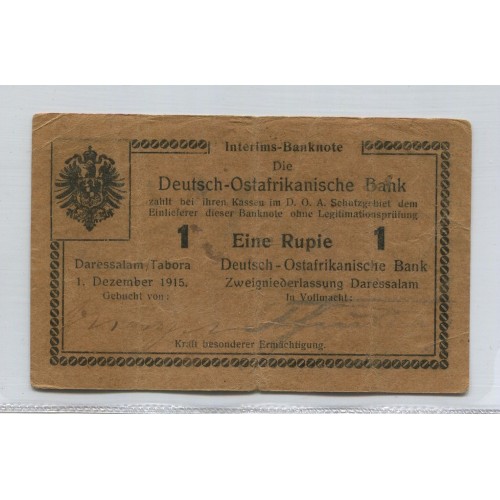 Interims-Banknote
Die
Deutsch-Ostafrikanische Bank
zahlt bei ihren Kassen im D. O. A. Schutzgebiet dem
Einlieferer dieser Banknote ohne Legitimationsprüfung
1 Eine Rupie 1
Daressalam/Tabora Deutsch-Ostafrikanische Bank
1. Dezember 1915. Zweigniederlassung Daressalam
Gebucht von: In Vollmacht:
Kraft besonderer Ermächtigung.